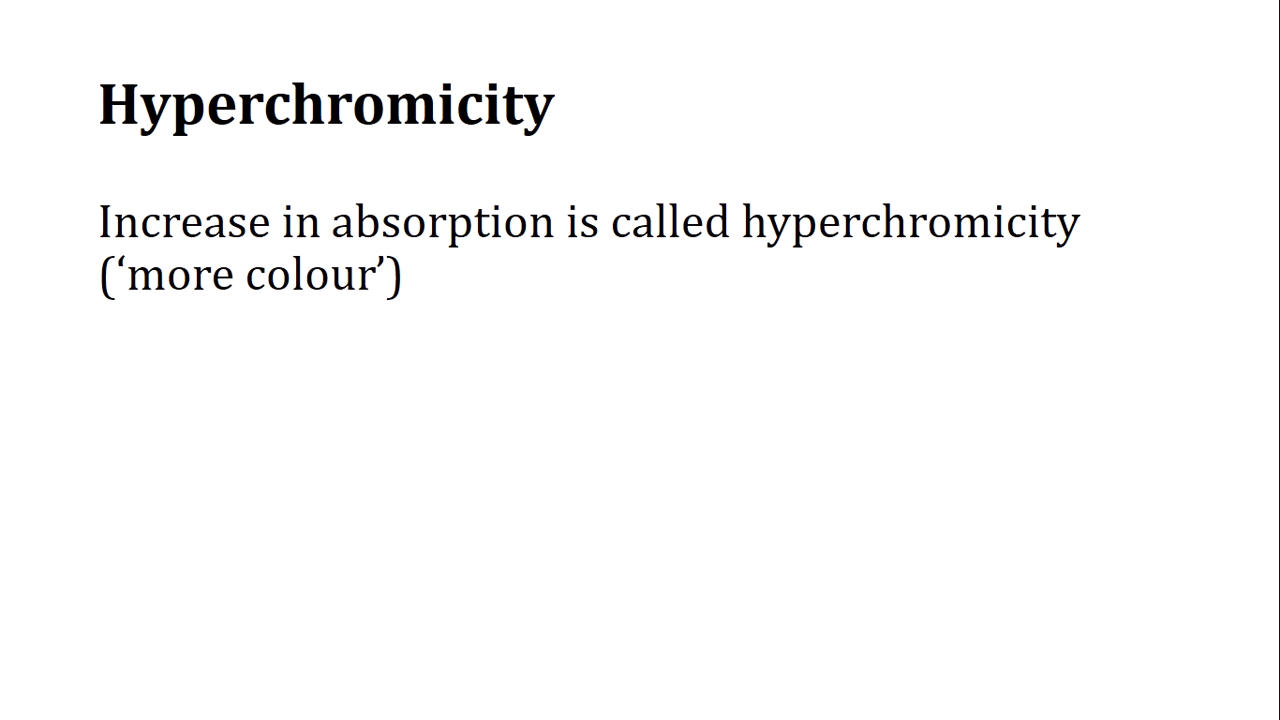 Hyperchromicity
Increase in absorption is called hyperchromicity
(‘more colour’)